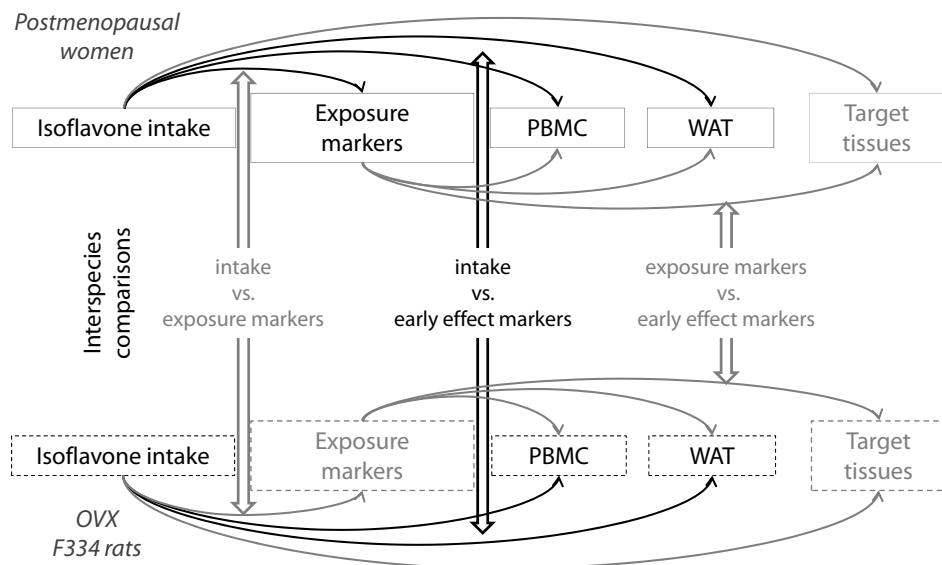 Postmenopausal
women
Isoflavone intake
Exposure
markers
PBMC
WAT
Target
tissues
Interspecies
comparisons
intake
vs.
exposure markers
intake
vs.
early effect markers
exposure markers
vs.
early effect markers
Isoflavone intake
Exposure
markers
PBMC
WAT
Target
tissues
OVX
F334 rats